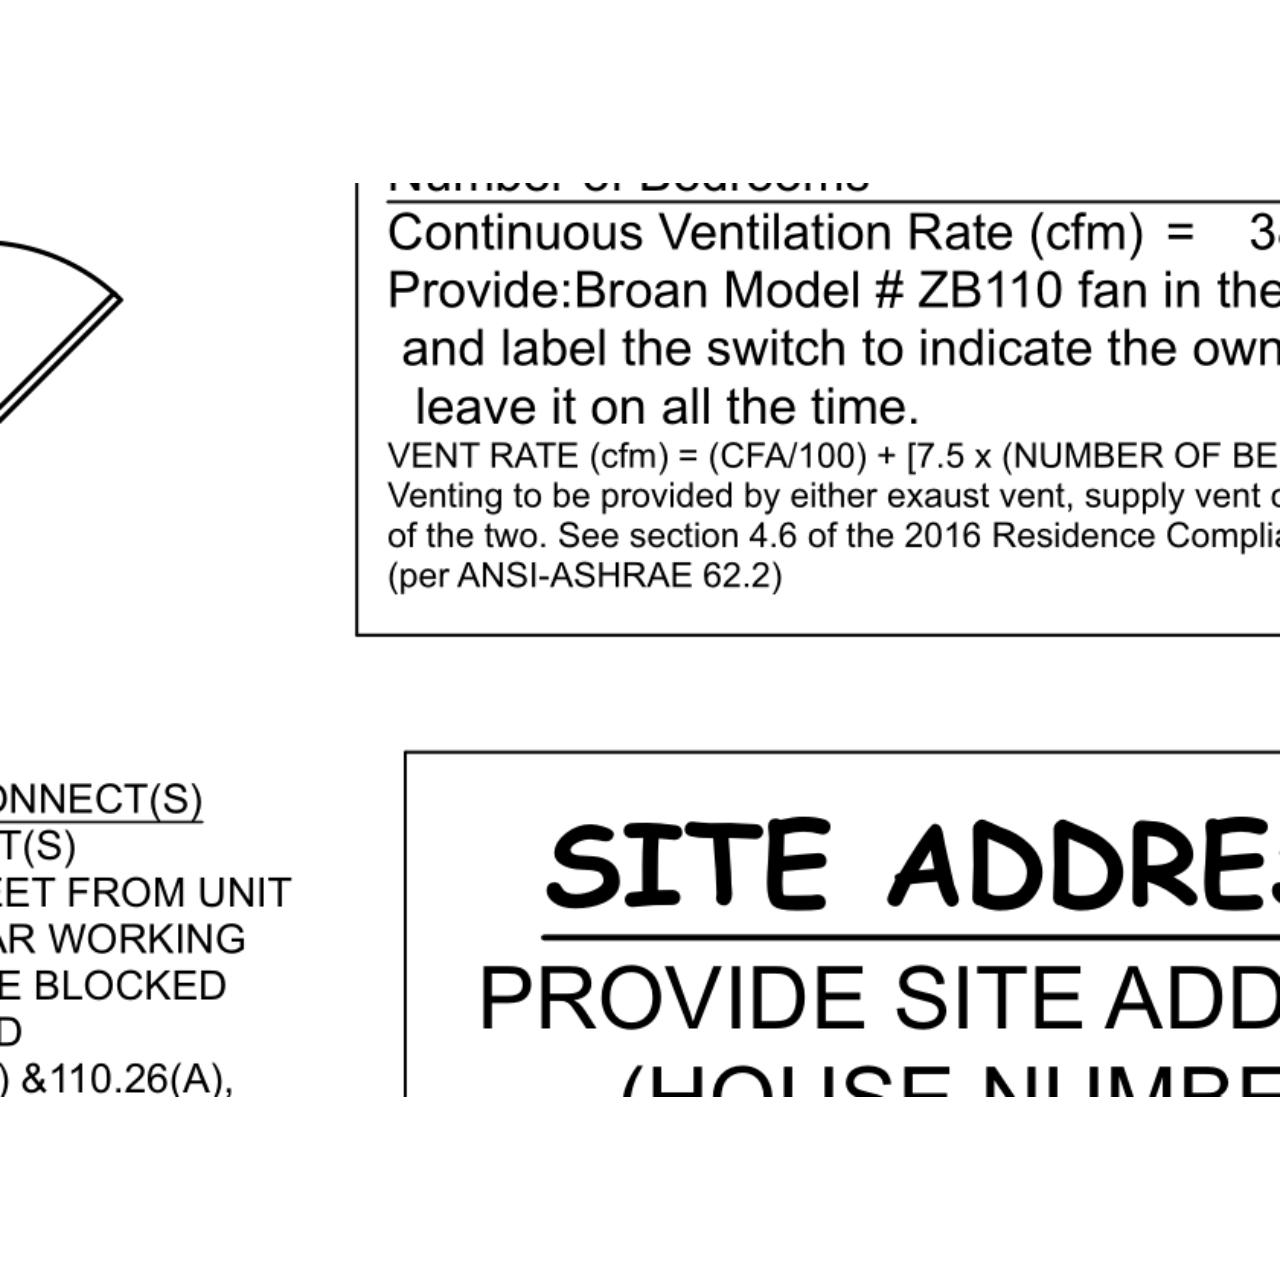 Number of Bedrooms
Continuous Ventilation Rate (cfm) =
Provide:Broan Model # ZB110 fan in the
and label the switch to indicate the own
leave it on all the time.
VENT RATE (cfm) = (CFA/100) + [7.5 x (NUMBER OF BE
Venting to be provided by either exaust vent, supply vent
of the two. See section 4.6 of the 2016 Residence Complia
(per ANSI-ASHRAE 62.2)
ONNECT(S)
T(S)
EET FROM UNIT
AR WORKING
E BLOCKED
D
) &110.26(A),
SITE ADDRES
PROVIDE SITE ADD
(HOUSE NUMBE